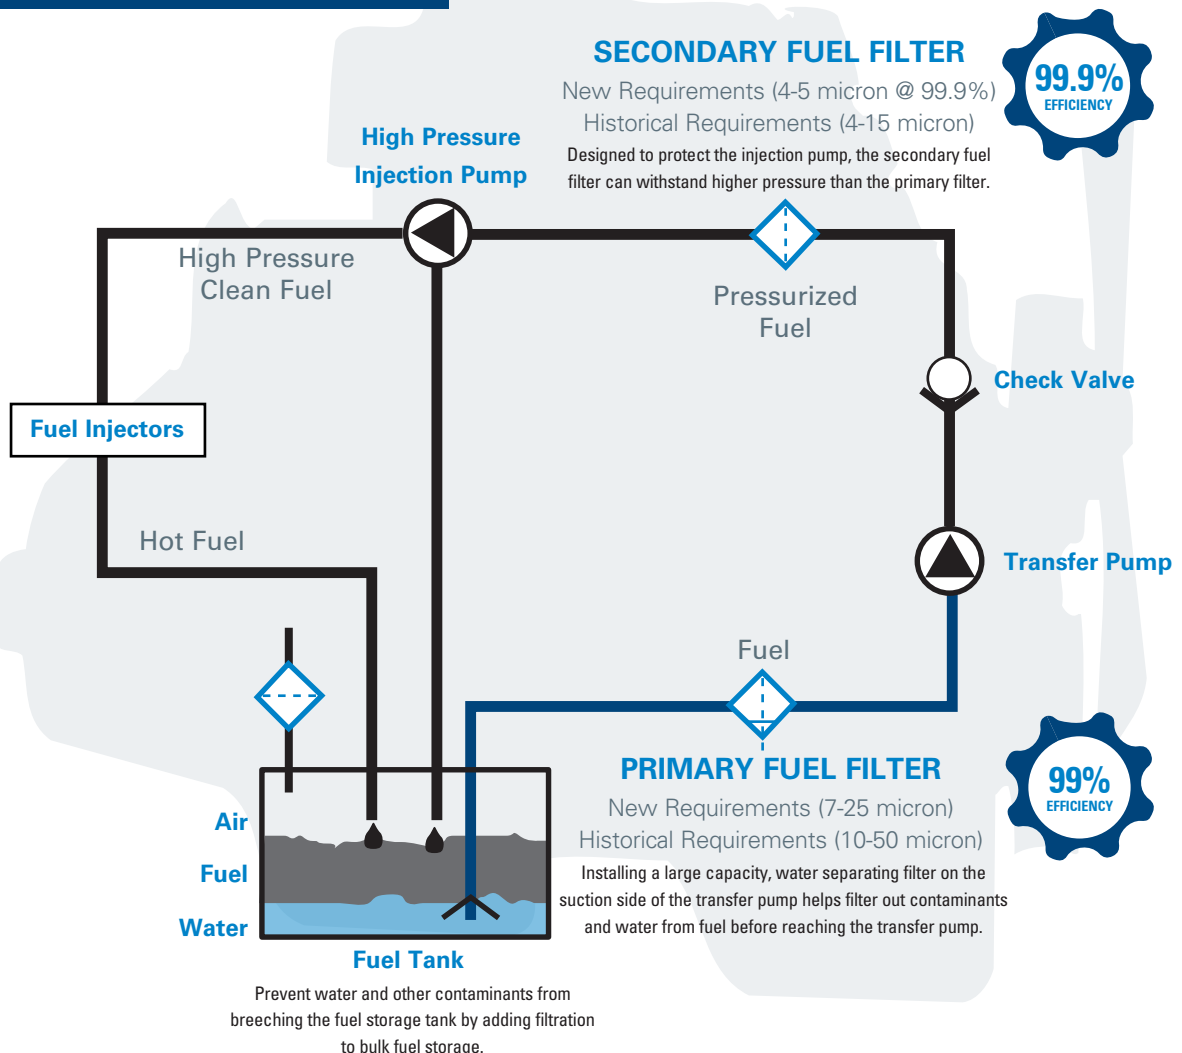 SECONDARY FUEL FILTER
New Requirements (4-5 micron @ 99.9%)
Historical Requirements (4-15 micron)
Designed to protect the injection pump, the secondary fuel
filter can withstand higher pressure than the primary filter.
99.9%
EFFICIENCY
High Pressure
Injection Pump
High Pressure
Clean Fuel
Pressurized
Fuel
Check Valve
Fuel Injectors
Hot Fuel
Transfer Pump
Fuel
PRIMARY FUEL FILTER
New Requirements (7-25 micron)
Historical Requirements (10-50 micron)
Installing a large capacity, water separating filter on the
suction side of the transfer pump helps filter out contaminants
and water from fuel before reaching the transfer pump.
99%
EFFICIENCY
Air
Fuel
Water
Fuel Tank
Prevent water and other contaminants from
breeching the fuel storage tank by adding filtration
to bulk fuel storage.